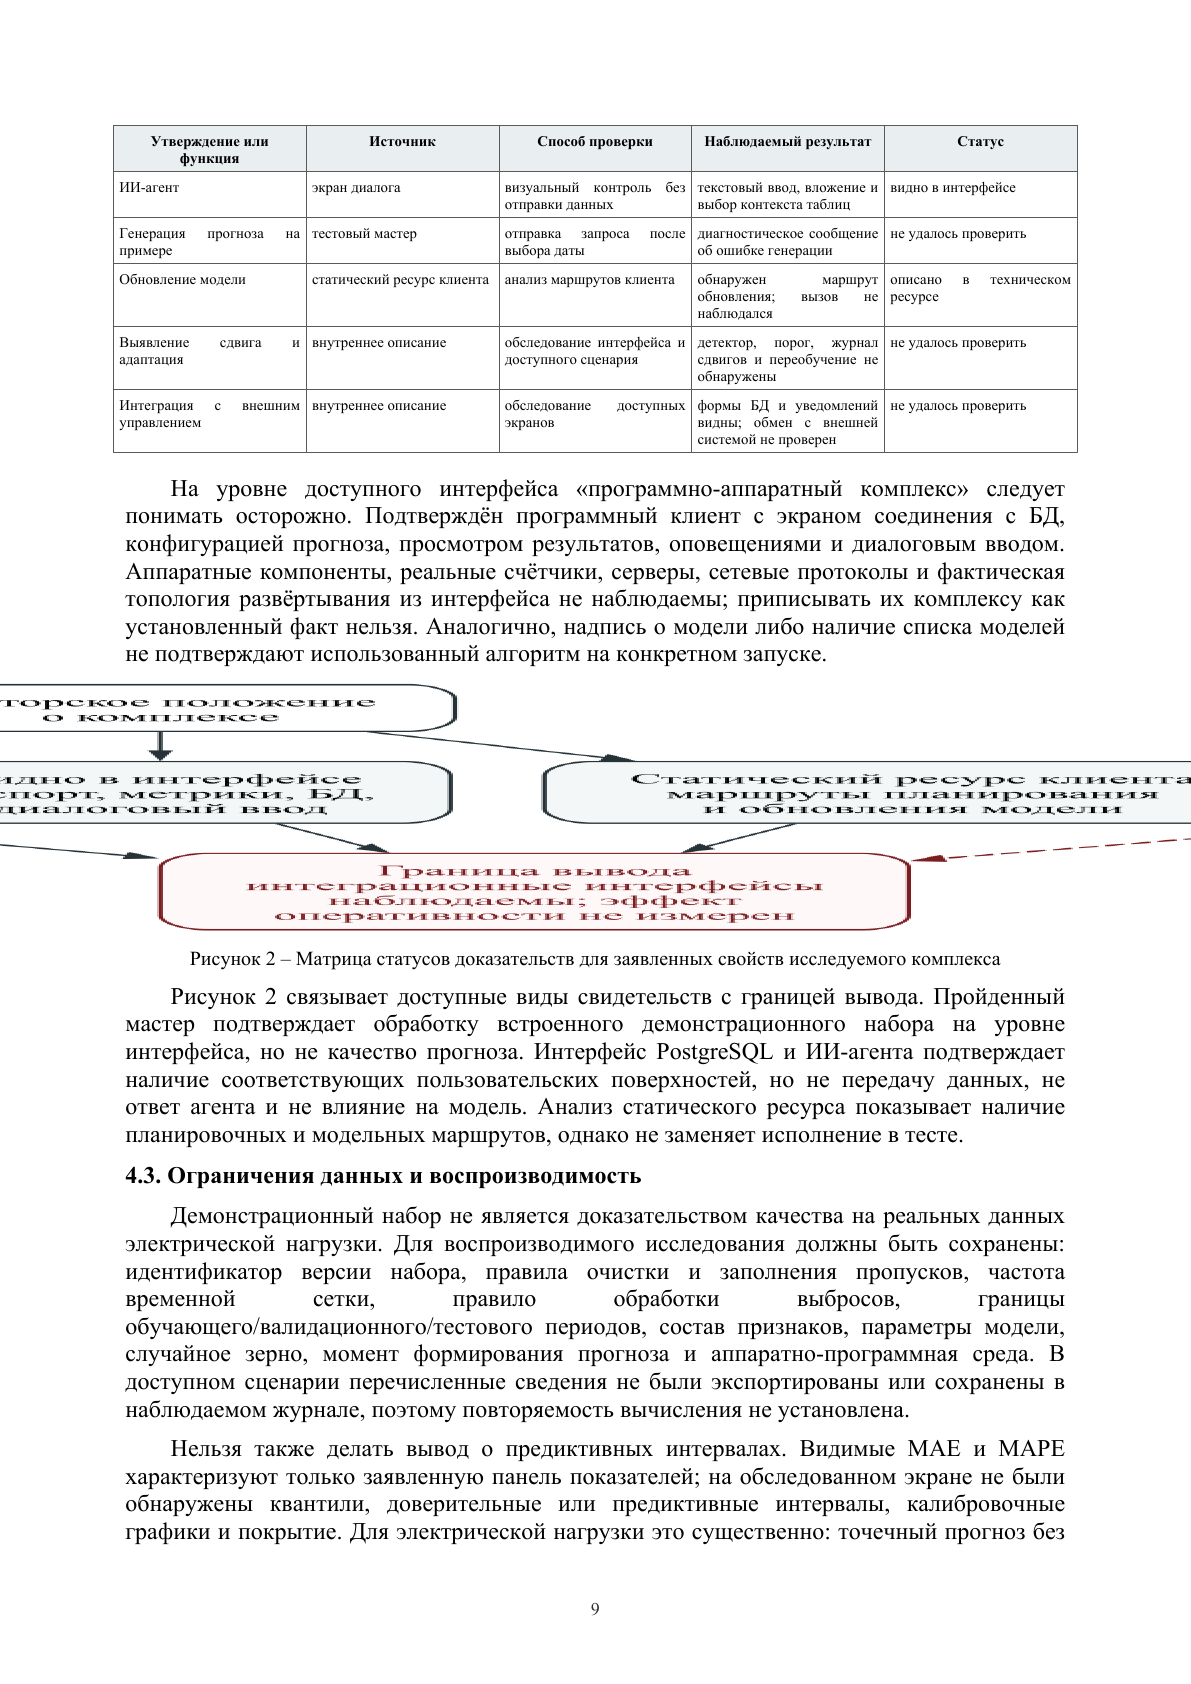 Утверждение или функция
Источник
Способ проверки
Наблюдаемый результат
Статус
ИИ-агент
экран диалога
визуальный контроль без
отправки данных
текстовый ввод, вложение и
выбор контекста таблиц
видно в интерфейсе
Генерация прогноза на
примере
тестовый мастер
отправка запроса после
выбора даты
диагностическое сообщение
об ошибке генерации
не удалось проверить
Обновление модели
статический ресурс клиента
анализ маршрутов клиента
обнаружен маршрут
обновления; вызов не
наблюдался
описано в техническом
ресурсе
Выявление сдвига и
адаптация
внутреннее описание
обследование интерфейса и
доступного сценария
детектор, порог, журнал
сдвигов и переобучение не
обнаружены
не удалось проверить
Интеграция с внешним
управлением
внутреннее описание
обследование доступных
экранов
формы БД и уведомлений
видны; обмен с внешней
системой не проверен
не удалось проверить
На уровне доступного интерфейса «программно-аппаратный комплекс» следует
понимать осторожно. Подтверждён программный клиент с экраном соединения с БД,
конфигурацией прогноза, просмотром результатов, оповещениями и диалоговым вводом.
Аппаратные компоненты, реальные счётчики, серверы, сетевые протоколы и фактическая
топология развёртывания из интерфейса не наблюдаемы; приписывать их комплексу как
установленный факт нельзя. Аналогично, надпись о модели либо наличие списка моделей
не подтверждают использованный алгоритм на конкретном запуске.
торское положение
о комплексе
идно в интерфейсе
спорт, метрики, БД,
диалоговый ввод
Статический ресурс клиента
маршруты планирования
и обновления модели
Граница вывода
интеграционные интерфейсы
наблюдаемы; эффект
оперативности не измерен
Рисунок 2 – Матрица статусов доказательств для заявленных свойств исследуемого комплекса
Рисунок 2 связывает доступные виды свидетельств с границей вывода. Пройденный
мастер подтверждает обработку встроенного демонстрационного набора на уровне
интерфейса, но не качество прогноза. Интерфейс PostgreSQL и ИИ-агента подтверждает
наличие соответствующих пользовательских поверхностей, но не передачу данных, не
ответ агента и не влияние на модель. Анализ статического ресурса показывает наличие
планировочных и модельных маршрутов, однако не заменяет исполнение в тесте.
4.3. Ограничения данных и воспроизводимость
Демонстрационный набор не является доказательством качества на реальных данных
электрической нагрузки. Для воспроизводимого исследования должны быть сохранены:
идентификатор версии набора, правила очистки и заполнения пропусков, частота
временной сетки, правило обработки выбросов, границы
обучающего/валидационного/тестового периодов, состав признаков, параметры модели,
случайное зерно, момент формирования прогноза и аппаратно-программная среда. В
доступном сценарии перечисленные сведения не были экспортированы или сохранены в
наблюдаемом журнале, поэтому повторяемость вычисления не установлена.
Нельзя также делать вывод о предиктивных интервалах. Видимые MAE и MAPE
характеризуют только заявленную панель показателей; на обследованном экране не были
обнаружены квантили, доверительные или предиктивные интервалы, калибровочные
графики и покрытие. Для электрической нагрузки это существенно: точечный прогноз без
9